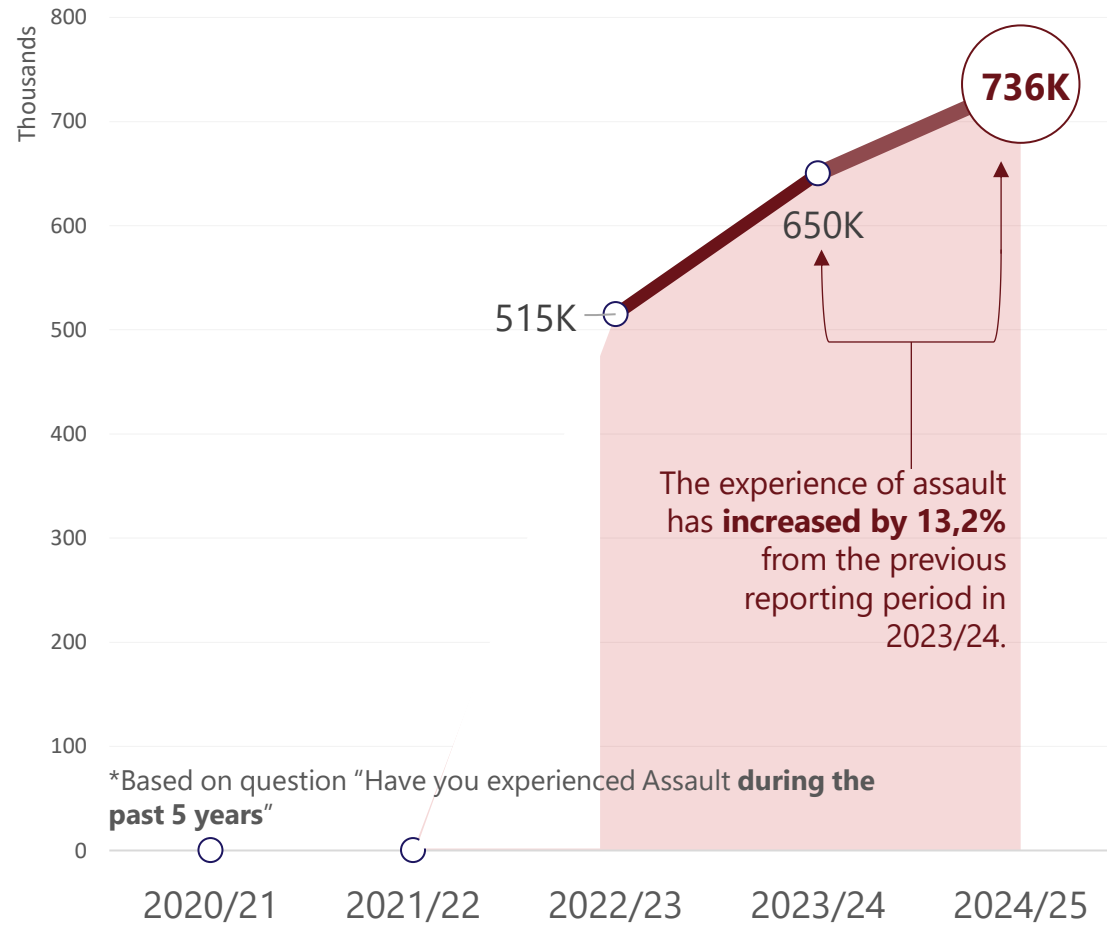 Thousands
800
700
600
500
400
300
200
100
0
736K
650K
515K
The experience of assault
has increased by 13,2%
from the previous
reporting period in
2023/24.
*Based on question “Have you experienced Assault during the
past 5 years”
2020/21
2021/22
2022/23
2023/24
2024/25